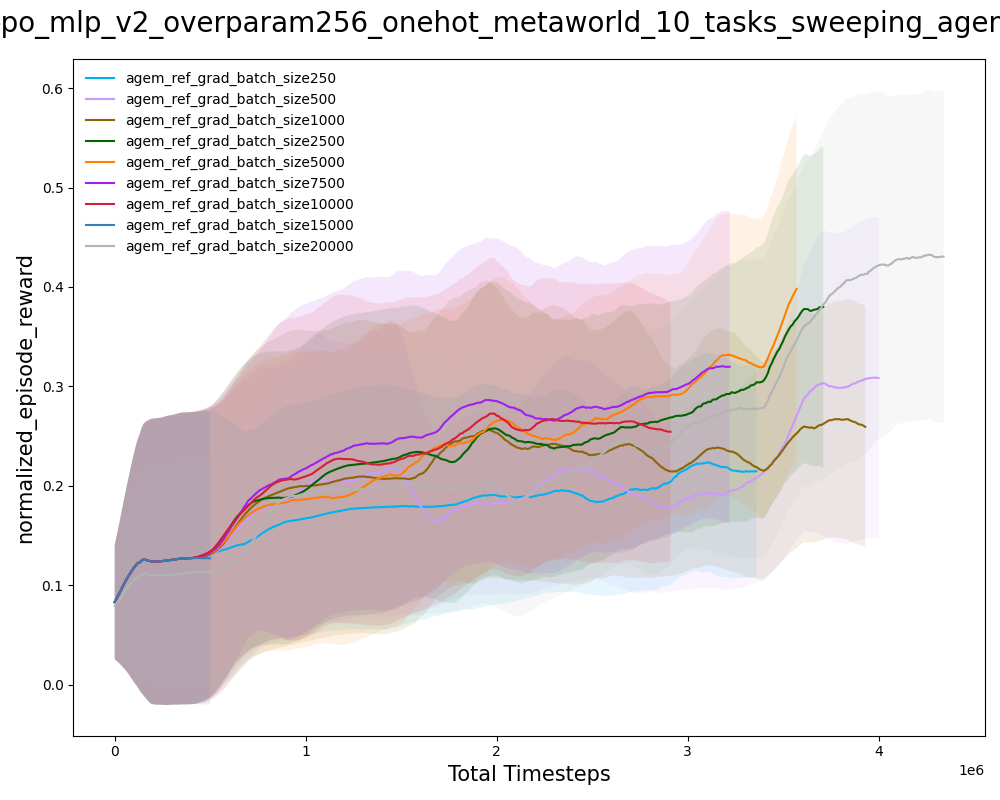 po_mlp_v2_overparam256_onehot_metaworld_10_tasks_sweeping_agem
agem_ref_grad_batch_size250
agem_ref_grad_batch_size500
agem_ref_grad_batch_size1000
agem_ref_grad_batch_size2500
agem_ref_grad_batch_size5000
agem_ref_grad_batch_size7500
agem_ref_grad_batch_size10000
agem_ref_grad_batch_size15000
agem_ref_grad_batch_size20000
normalized_episode_reward
0.6
0.5
0.4
0.3
0.2
0.1
0.0
0 1 2 3 4
1e6
Total Timesteps